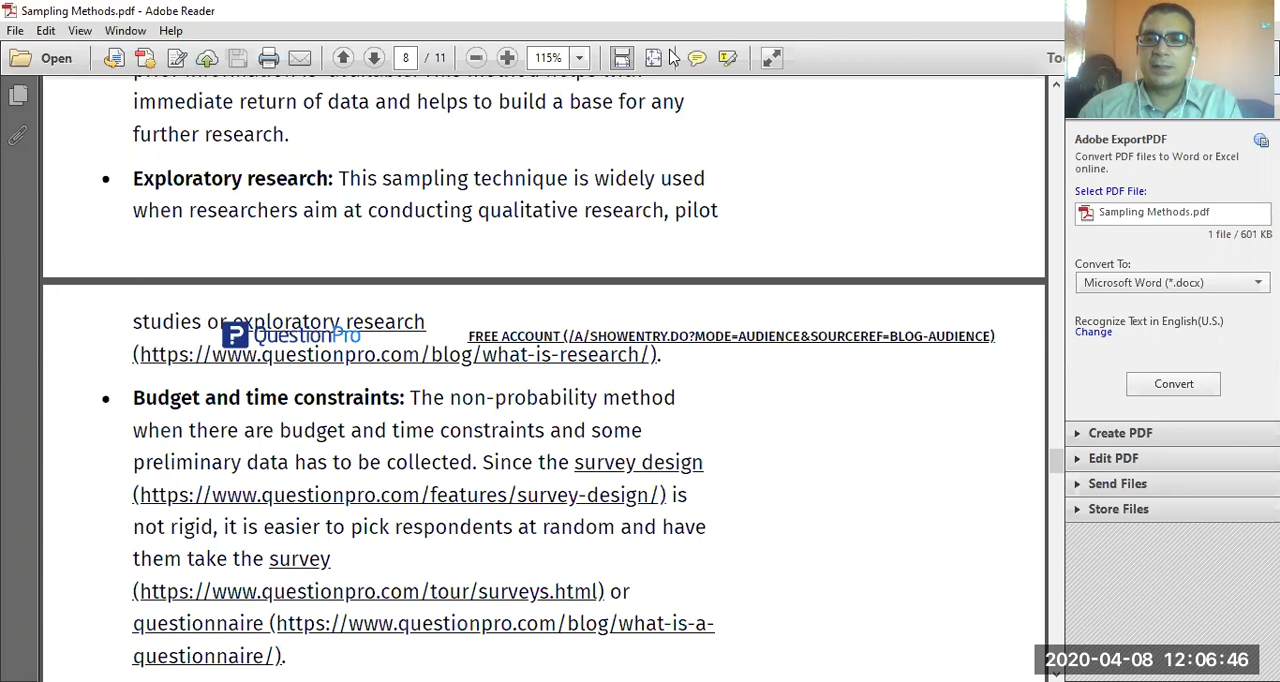 Sampling Methods.pdf - Adobe Reader
File Edit View Window Help
Open 8 / 11 115%
immediate return of data and helps to build a base for any
further research.
• Exploratory research: This sampling technique is widely used
when researchers aim at conducting qualitative research, pilot
studies or exploratory research
QuestionPro
FREE ACCOUNT (/A/SHOWENTRY.DO?MODE=AUDIENCE&SOURCEREF=BLOG-AUDIENCE)
(https://www.questionpro.com/blog/what-is-research/).
• Budget and time constraints: The non-probability method
when there are budget and time constraints and some
preliminary data has to be collected. Since the survey design
(https://www.questionpro.com/features/survey-design/) is
not rigid, it is easier to pick respondents at random and have
them take the survey
(https://www.questionpro.com/tour/surveys.html) or
questionnaire (https://www.questionpro.com/blog/what-is-a-
questionnaire/).
Adobe ExportPDF
Convert PDF files to Word or Excel
online.
Select PDF File:
Sampling Methods.pdf
1 file / 601 KB
Convert To:
Microsoft Word (*.docx)
Recognize Text in English(U.S.)
Change
Convert
Create PDF
Edit PDF
Send Files
Store Files
2020-04-08 12:06:46